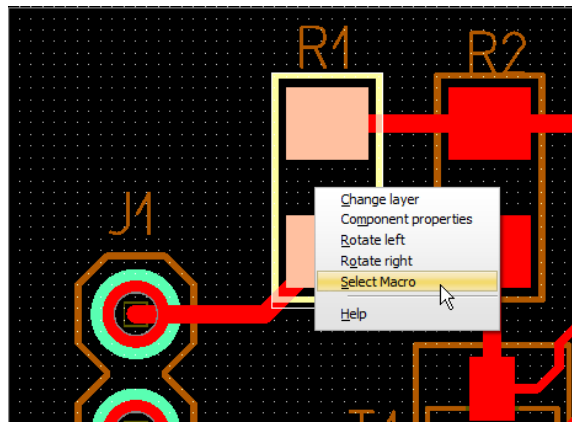 R1
R2
J1
Change layer
Component properties
Rotate left
Rotate right
Select Macro
Help